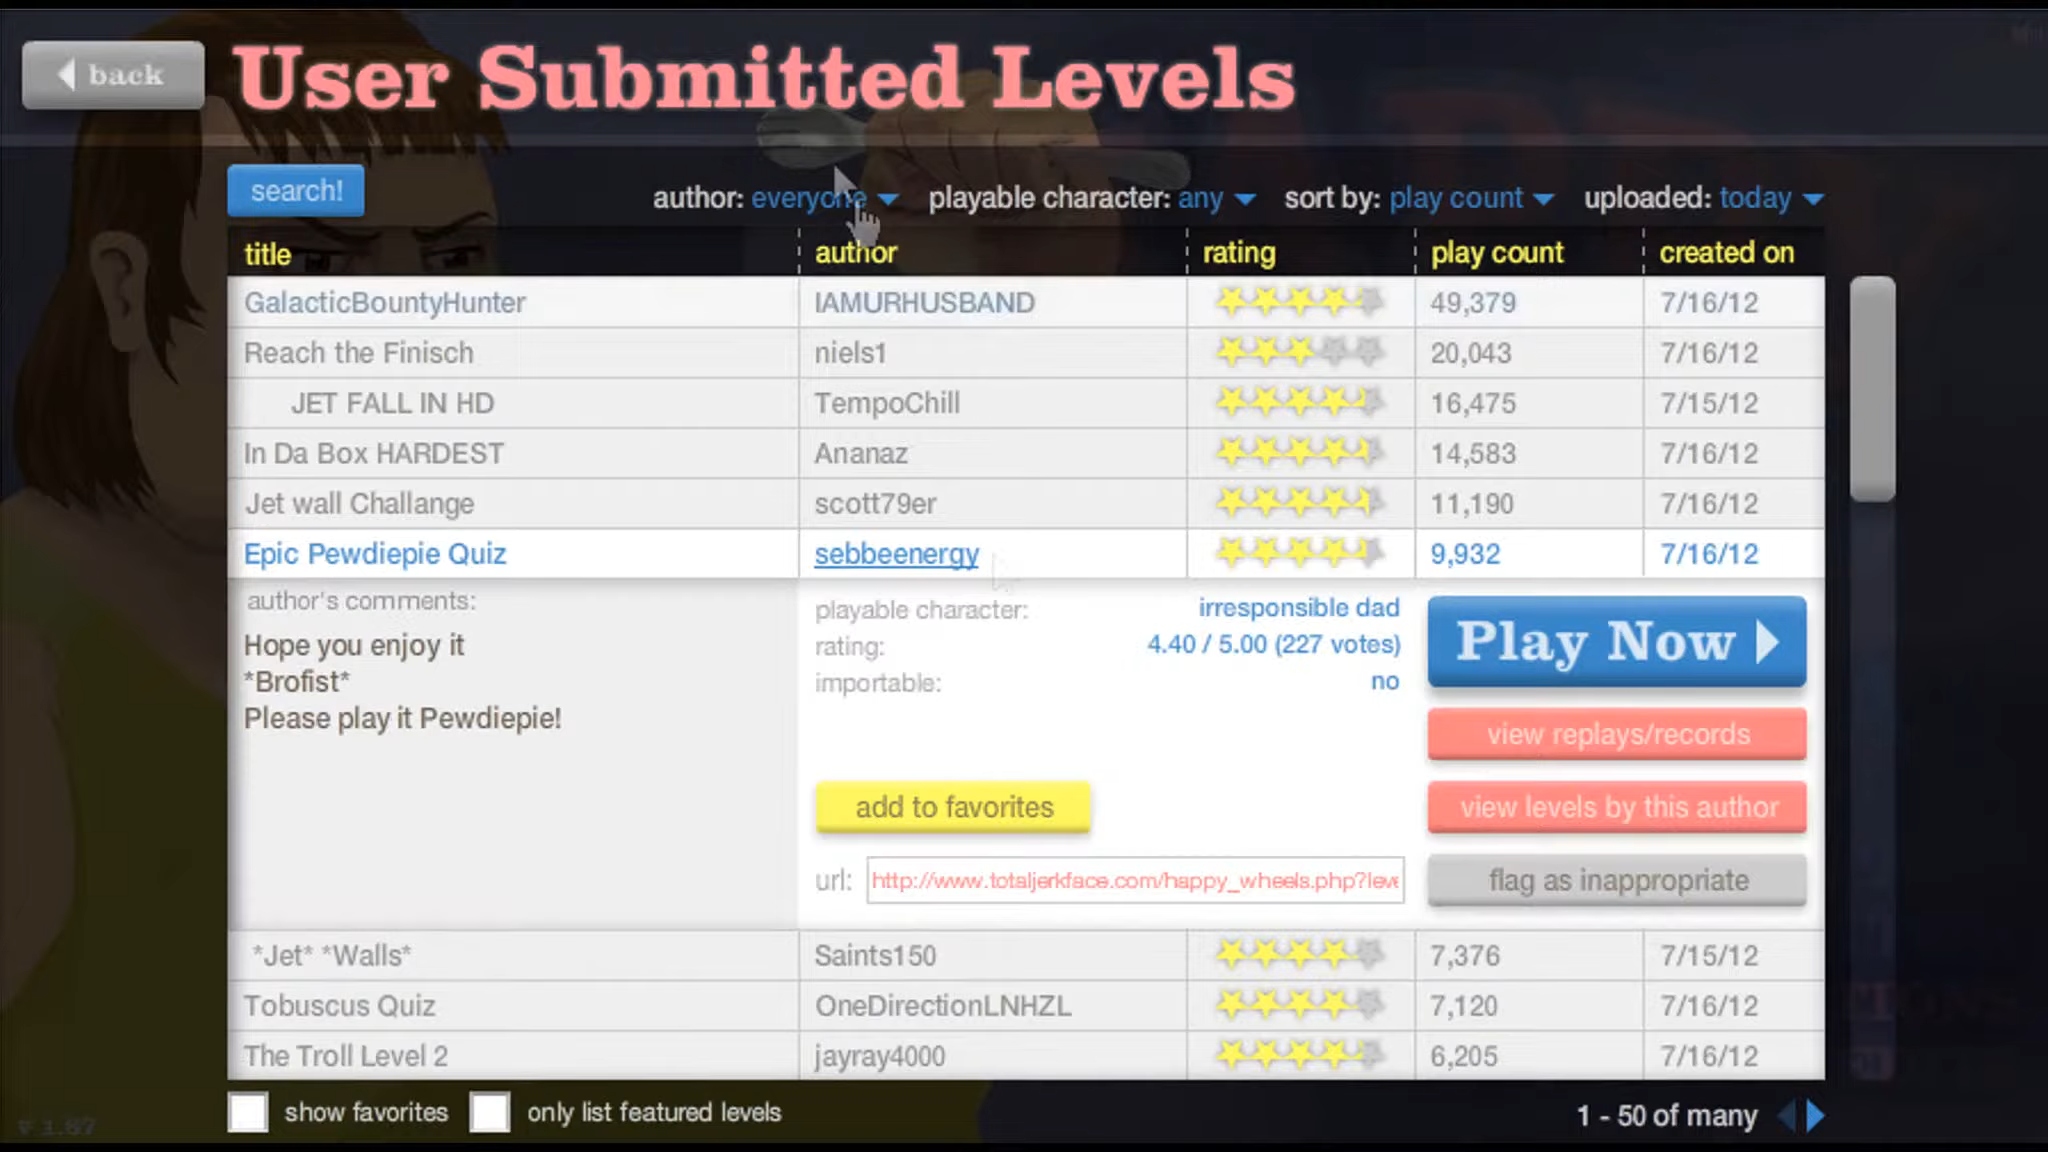 back
User Submitted Levels
search!
author: everyone playable character: any sort by: play count uploaded: today
title author rating play count created on
GalacticBountyHunter IAMURHUSBAND 49,379 7/16/12
Reach the Finisch niels1 20,043 7/16/12
JET FALL IN HD TempoChill 16,475 7/15/12
In Da Box HARDEST Ananaz 14,583 7/16/12
Jet wall Challange scott79er 11,190 7/16/12
Epic Pewdiepie Quiz sebbeenergy 9,932 7/16/12
author's comments:
Hope you enjoy it
*Brofist*
Please play it Pewdiepie!
playable character: irresponsible dad
rating: 4.40 / 5.00 (227 votes)
importable: no
add to favorites
url: http://www.totaljerkface.com/happy_wheels.php?leve
Play Now
view replays/records
view levels by this author
flag as inappropriate
*Jet* *Walls* Saints150 7,376 7/15/12
Tobuscus Quiz OneDirectionLNHZL 7,120 7/16/12
The Troll Level 2 jayray4000 6,205 7/16/12
show favorites only list featured levels
1 - 50 of many
v 1.87